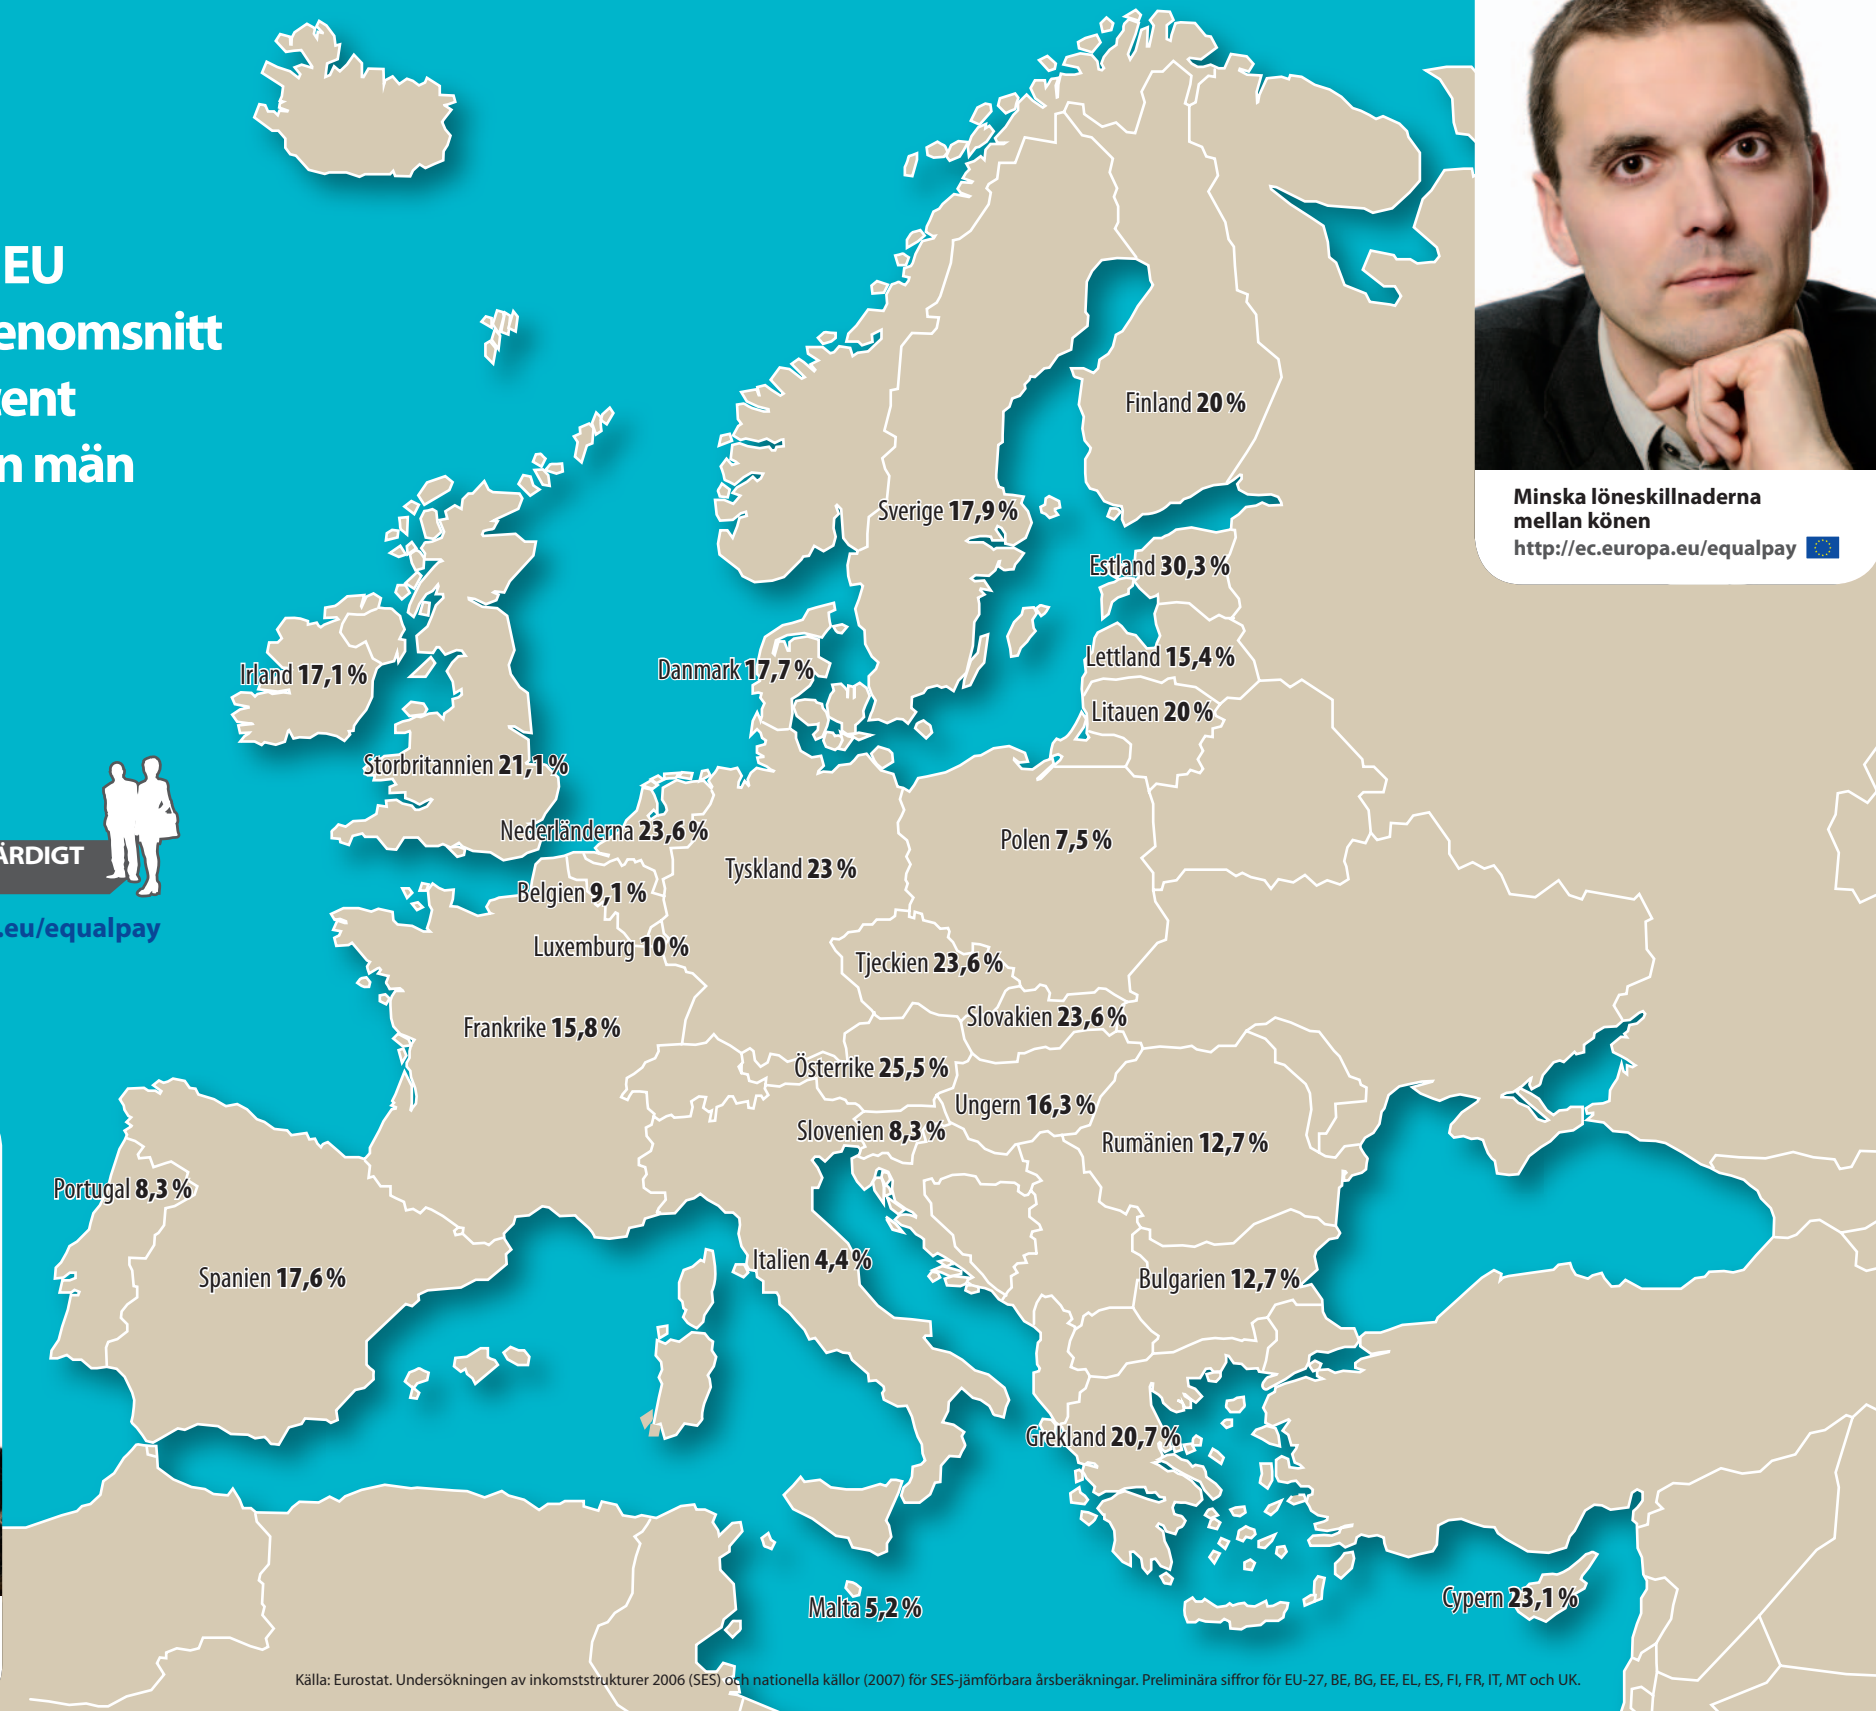 EU
enomsnitt
ent
n män
Finland 20 %
Sverige 17,9 %
Minska löneskillnaderna
mellan könen
http://ec.europa.eu/equalpay
Estland 30,3 %
Lettland 15,4 %
Irland 17,1 %
Danmark 17,7 %
Litauen 20 %
Storbritannien 21,1 %
Nederländerna 23,6 %
Polen 7,5 %
ÄRDIGT
Tyskland 23 %
Belgien 9,1 %
.eu/equalpay
Luxemburg 10 %
Tjeckien 23,6 %
Slovakien 23,6 %
Frankrike 15,8 %
Österrike 25,5 %
Ungern 16,3 %
Slovenien 8,3 %
Rumänien 12,7 %
Portugal 8,3 %
Italien 4,4 %
Spanien 17,6 %
Bulgarien 12,7 %
Grekland 20,7 %
Cypern 23,1 %
Malta 5,2 %
Källa: Eurostat. Undersökningen av inkomststrukturer 2006 (SES) och nationella källor (2007) för SES-jämförbara årsberäkningar. Preliminära siffror för EU-27, BE, BG, EE, EL, ES, FI, FR, IT, MT och UK.